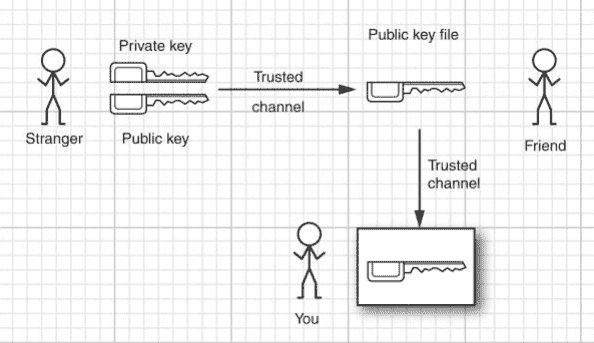 Private key
Public key file
Trusted
channel
Stranger
Public key
Friend
Trusted
channel
You